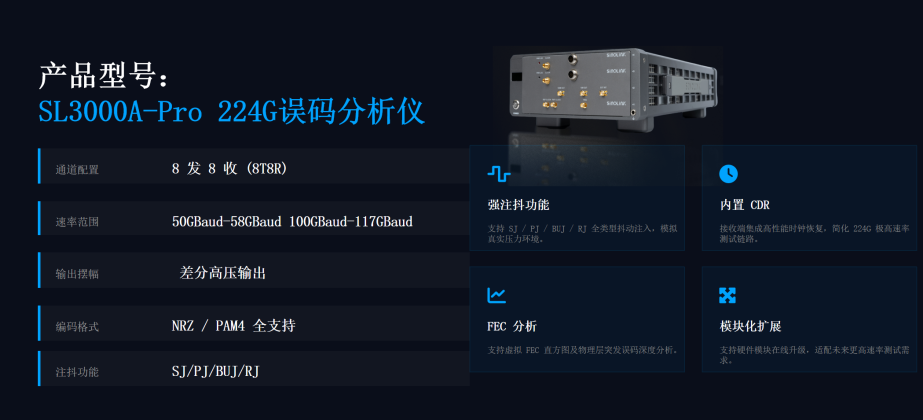 产品型号：
SL3000A-Pro 224G误码分析仪
通道配置 8 发 8 收 (8T8R)
速率范围 50GBaud-58GBaud 100GBaud-117GBaud
输出摆幅 差分高压输出
编码格式 NRZ / PAM4 全支持
注抖功能 SJ/PJ/BUJ/RJ
强注抖功能
支持 SJ / PJ / BUJ / RJ 全类型抖动注入，模拟
真实压力环境。
内置 CDR
接收端集成高性能时钟恢复，简化 224G 极高速率
测试链路。
FEC 分析
支持虚拟 FEC 直方图及物理层突发误码深度分析。
模块化扩展
支持硬件模块在线升级，适配未来更高速率测试需
求。